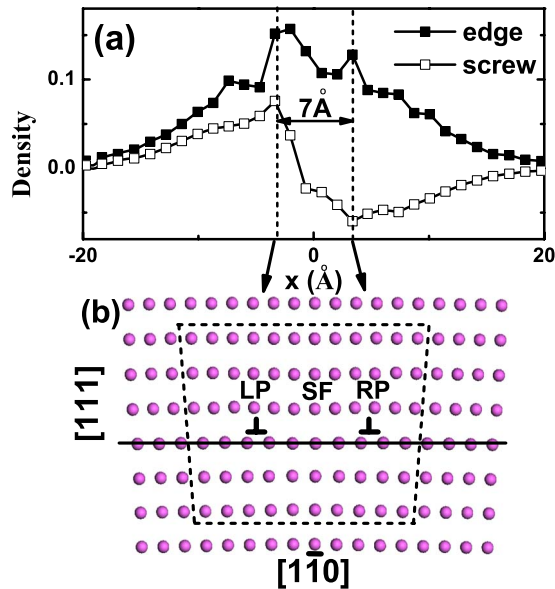 (a)
edge
screw
7Å
Density
0.1
0.0
-20
0
20
x (Å)
(b)
[111]
LP SF RP
[11̲0]